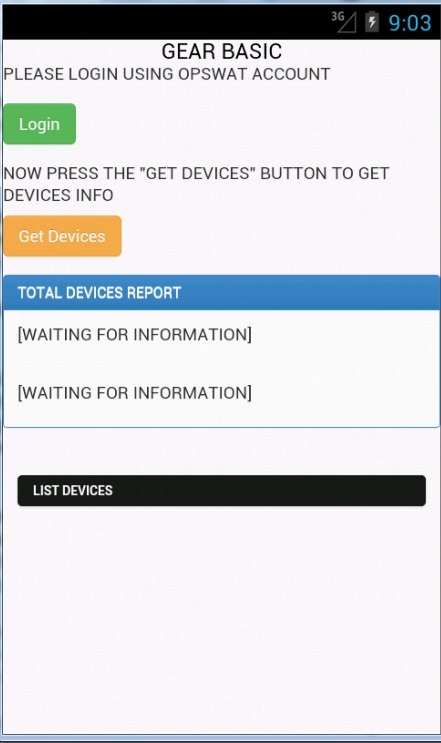 3G 9:03
GEAR BASIC
PLEASE LOGIN USING OPSWAT ACCOUNT
Login
NOW PRESS THE "GET DEVICES" BUTTON TO GET
DEVICES INFO
Get Devices
TOTAL DEVICES REPORT
[WAITING FOR INFORMATION]
[WAITING FOR INFORMATION]
LIST DEVICES